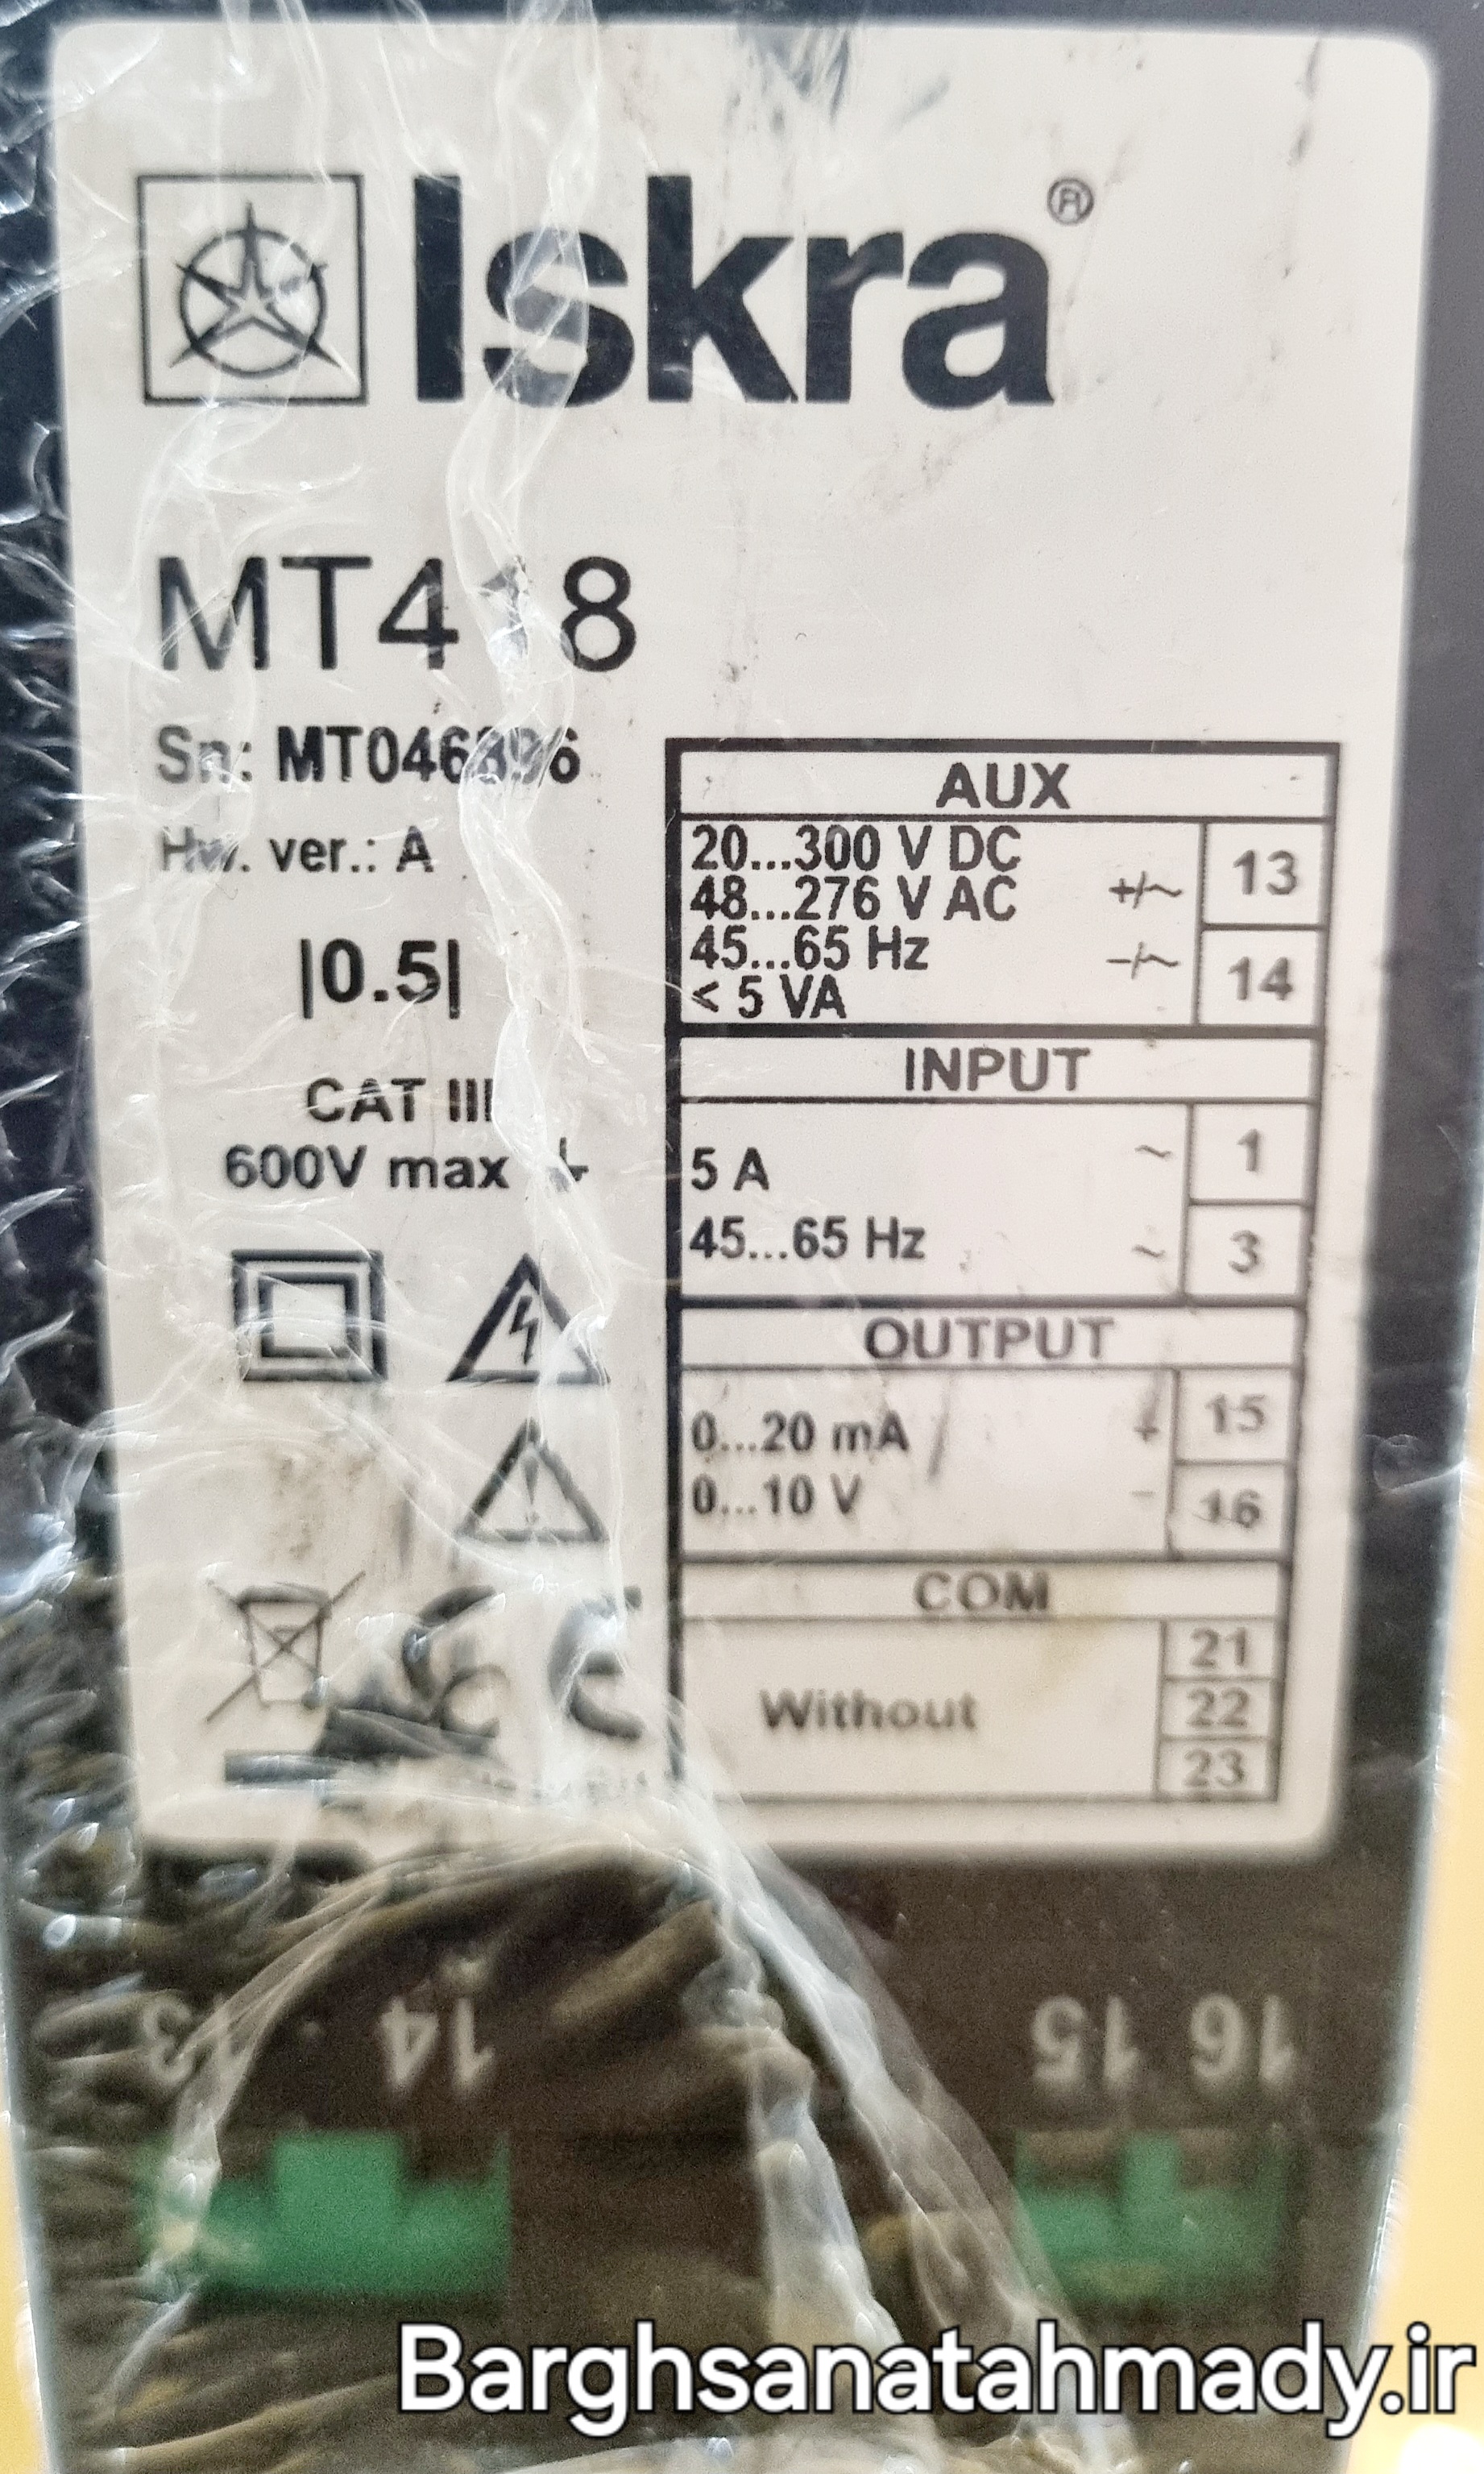 Iskra®
MT418
Sn:
Hw. ver.: A
|0.5|
CAT III
600V max
AUX
20...300 V DC
48...276 V AC
45...65 Hz
< 5 VA
+/~ 13
-/~ 14
INPUT
5 A ~ 1
45...65 Hz ~ 3
OUTPUT
0...20 mA + 15
0...10 V - 16
COM
Without
21
22
23
13 14 15 16
Barghsanatahmady.ir